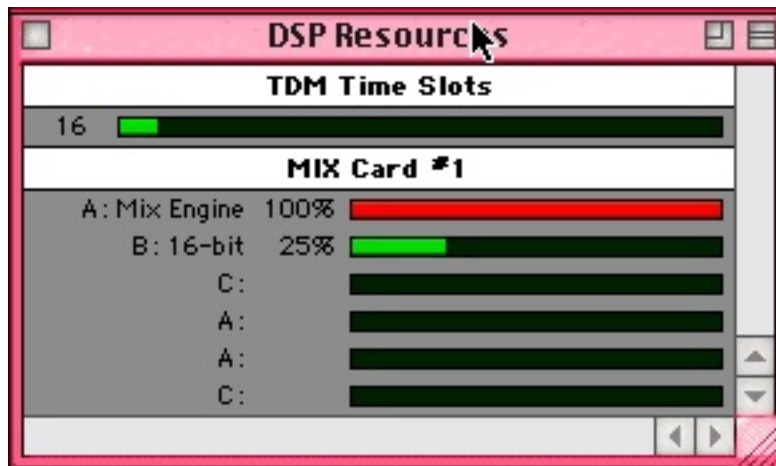 DSP Resources
TDM Time Slots
16
MIX Card #1
A: Mix Engine 100%
B: 16-bit 25%
C:
A:
A:
C: